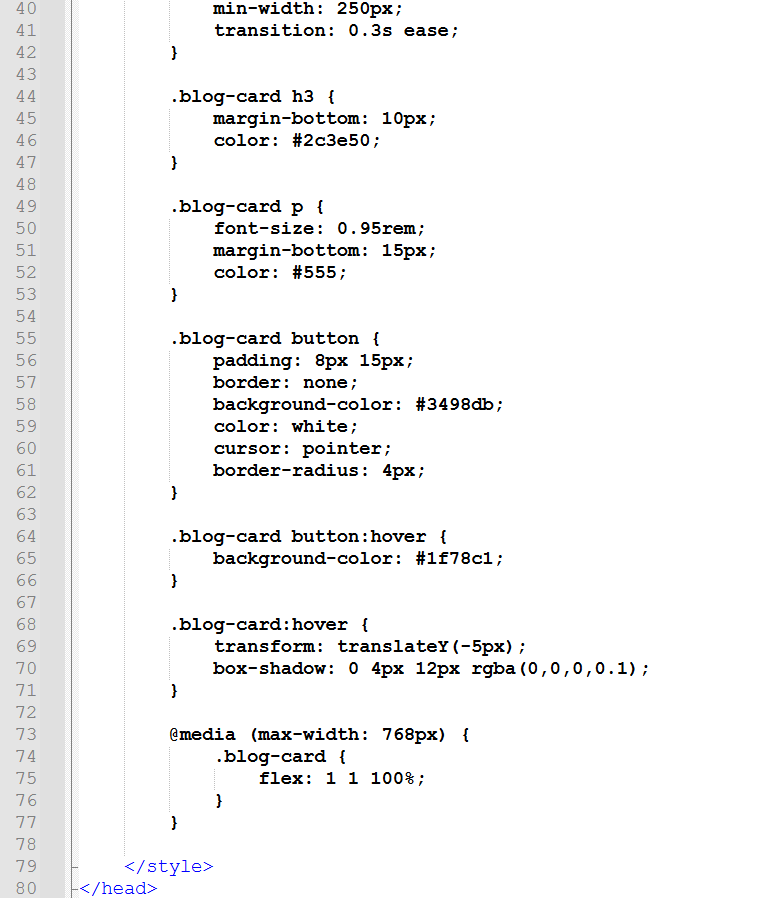 40 min-width: 250px;
41 transition: 0.3s ease;
42 }
43
44 .blog-card h3 {
45 margin-bottom: 10px;
46 color: #2c3e50;
47 }
48
49 .blog-card p {
50 font-size: 0.95rem;
51 margin-bottom: 15px;
52 color: #555;
53 }
54
55 .blog-card button {
56 padding: 8px 15px;
57 border: none;
58 background-color: #3498db;
59 color: white;
60 cursor: pointer;
61 border-radius: 4px;
62 }
63
64 .blog-card button:hover {
65 background-color: #1f78c1;
66 }
67
68 .blog-card:hover {
69 transform: translateY(-5px);
70 box-shadow: 0 4px 12px rgba(0,0,0,0.1);
71 }
72
73 @media (max-width: 768px) {
74 .blog-card {
75 flex: 1 1 100%;
76 }
77 }
78
79 </style>
80 </head>